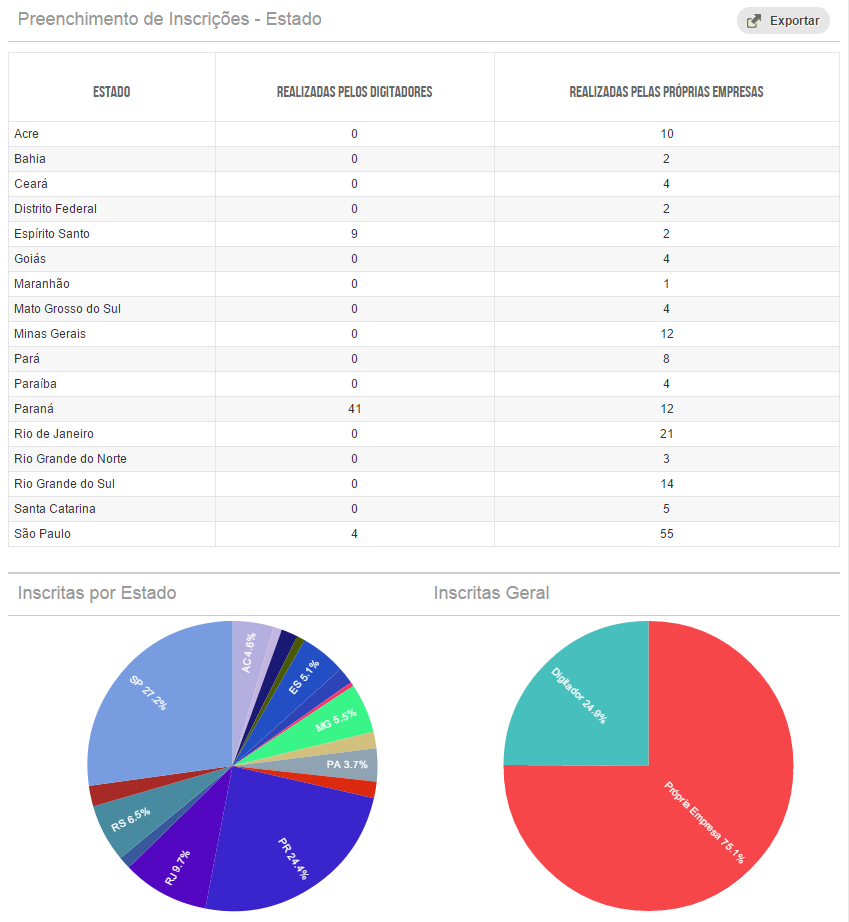 Preenchimento de Inscrições - Estado
Exportar
ESTADO REALIZADAS PELOS DIGITADORES REALIZADAS PELAS PRÓPRIAS EMPRESAS
Acre 0 10
Bahia 0 2
Ceará 0 4
Distrito Federal 0 2
Espírito Santo 9 2
Goiás 0 4
Maranhão 0 1
Mato Grosso do Sul 0 4
Minas Gerais 0 12
Pará 0 8
Paraíba 0 4
Paraná 41 12
Rio de Janeiro 0 21
Rio Grande do Norte 0 3
Rio Grande do Sul 0 14
Santa Catarina 0 5
São Paulo 4 55
Inscritas por Estado
AC 4.6%
ES 5.1%
MG 5.5%
PA 3.7%
PR 24.4%
RJ 9.7%
RS 6.5%
SP 27.2%
Inscritas Geral
Digitador 24.9%
Própria Empresa 75.1%